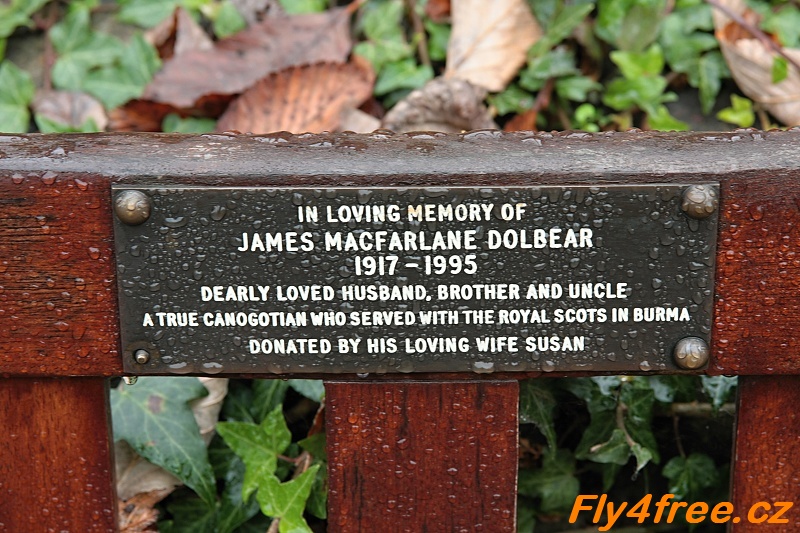 IN LOVING MEMORY OF
JAMES MACFARLANE DOLBEAR
1917 – 1995
DEARLY LOVED HUSBAND, BROTHER AND UNCLE
A TRUE CANOGOTIAN WHO SERVED WITH THE ROYAL SCOTS IN BURMA
DONATED BY HIS LOVING WIFE SUSAN
Fly4free.cz